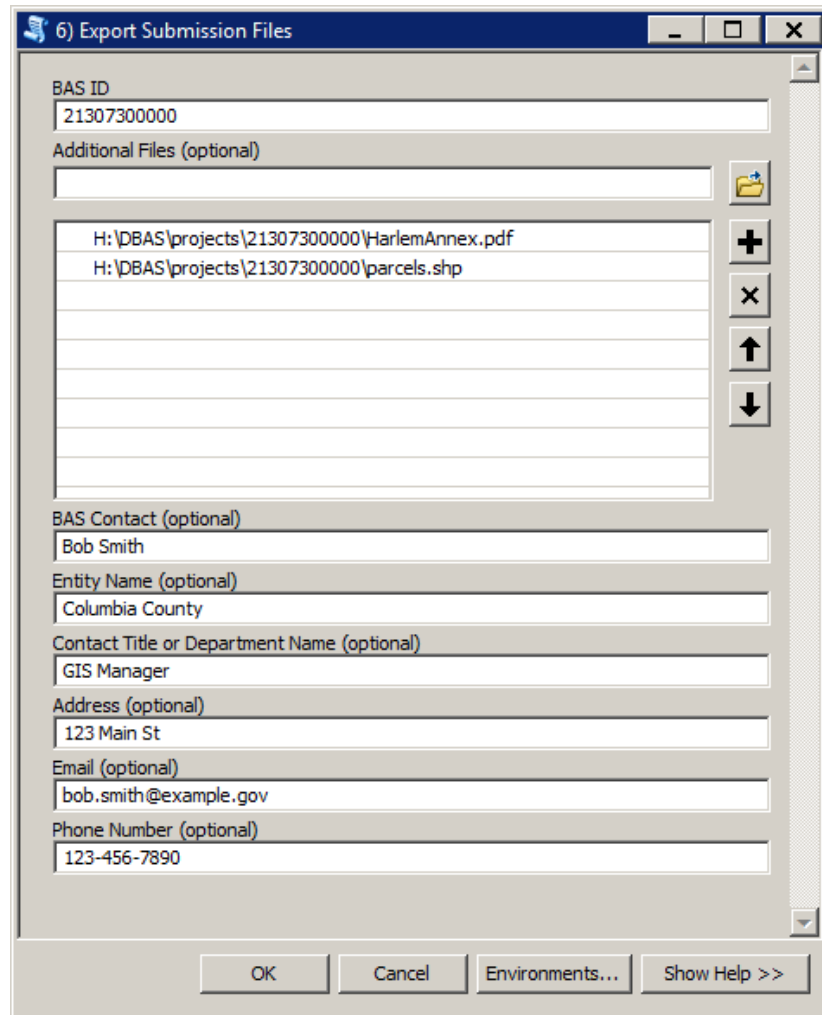 6) Export Submission Files
BAS ID
21307300000
Additional Files (optional)
H:\DBAS\projects\21307300000\HarlemAnnex.pdf
H:\DBAS\projects\21307300000\parcels.shp
BAS Contact (optional)
Bob Smith
Entity Name (optional)
Columbia County
Contact Title or Department Name (optional)
GIS Manager
Address (optional)
123 Main St
Email (optional)
bob.smith@example.gov
Phone Number (optional)
123-456-7890
OK Cancel Environments... Show Help >>